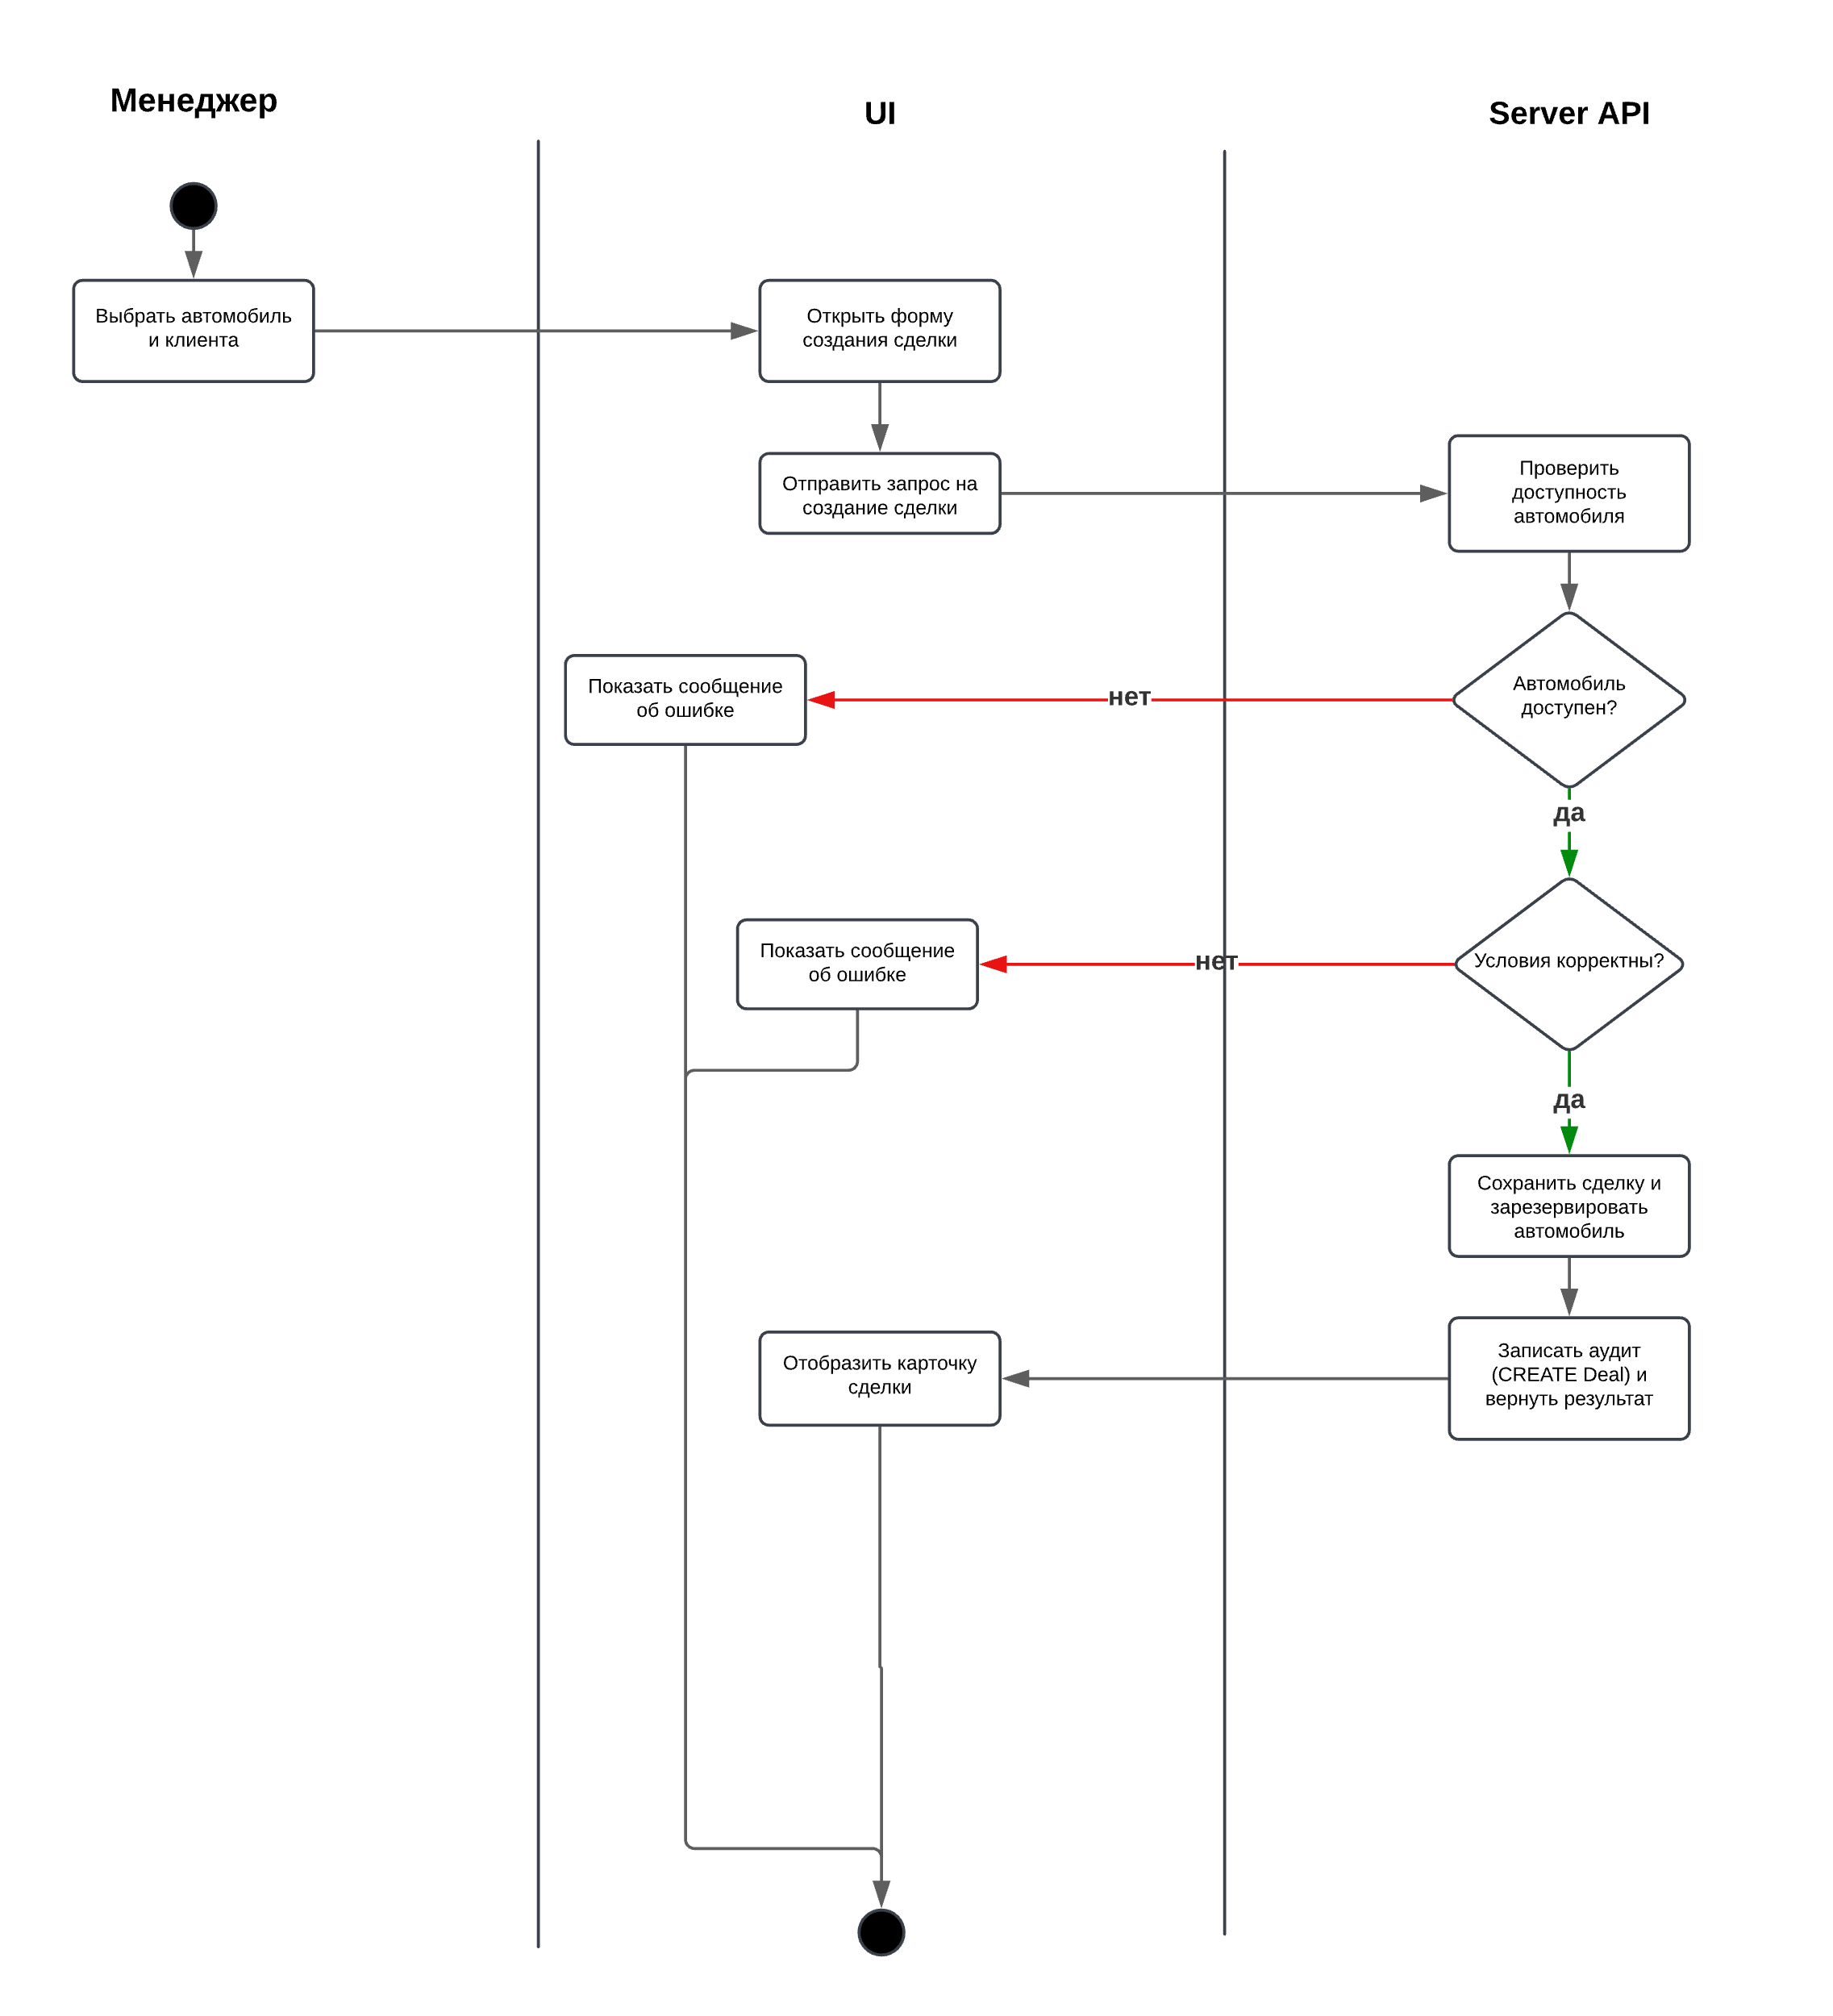 Менеджер
UI
Server API
Выбрать автомобиль
и клиента
Открыть форму
создания сделки
Отправить запрос на
создание сделки
Проверить
доступность
автомобиля
Показать сообщение
об ошибке
нет
Автомобиль
доступен?
да
Показать сообщение
об ошибке
нет
Условия корректны?
да
Сохранить сделку и
зарезервировать
автомобиль
Отобразить карточку
сделки
Записать аудит
(CREATE Deal) и
вернуть результат